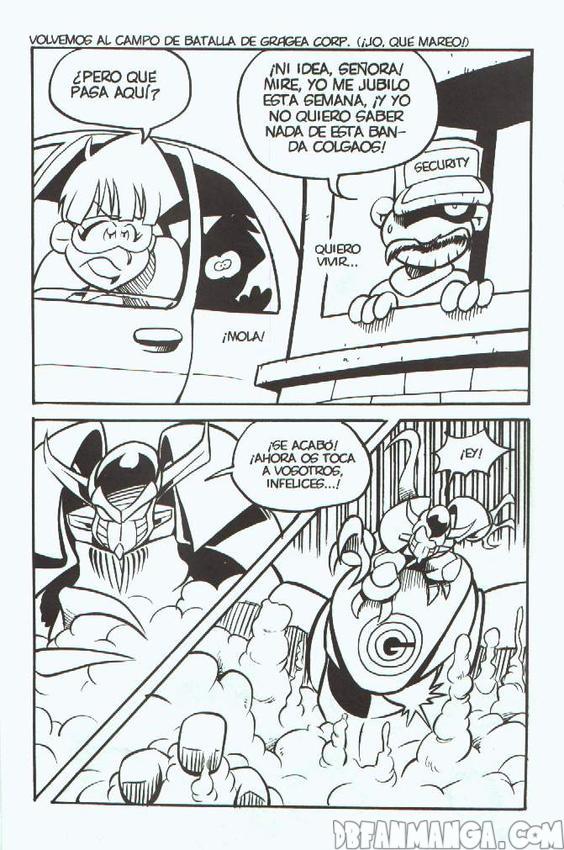 VOLVEMOS AL CAMPO DE BATALLA DE GRAGEA CORP. (¡JO, QUÉ MAREO!)
¿PERO QUE
PASA AQUÍ?
¡NI IDEA, SEÑORA!
MIRE, YO ME JUBILO
ESTA SEMANA, ¡Y YO
NO QUIERO SABER
NADA DE ESTA BAN-
DA COLGAOS!
SECURITY
QUIERO
VIVIR...
¡MOLA!
¡SE ACABÓ!
¡AHORA OS TOCA
A VOSOTROS,
INFELICES...!
¡EY!
G
DBFANMANGA.COM